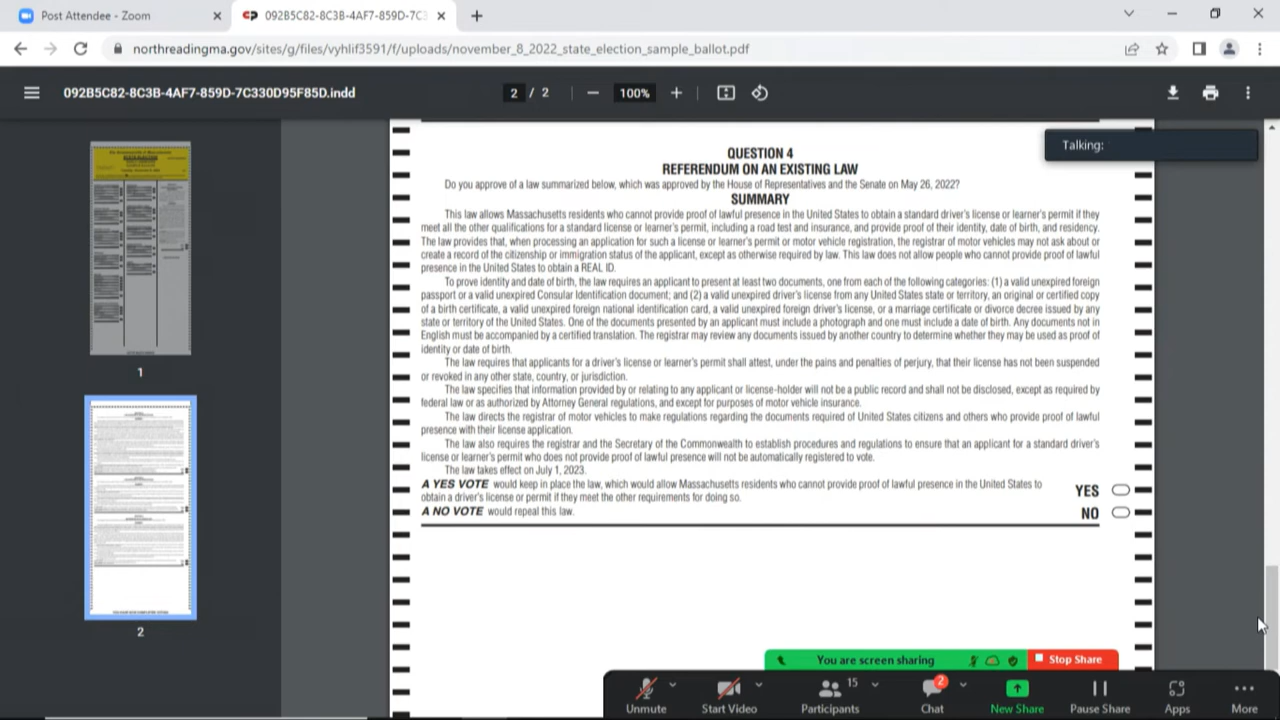 Post Attendee - Zoom
092B5C82-8C3B-4AF7-859D-7C3
northreadingma.gov/sites/g/files/vyhlif3591/f/uploads/november_8_2022_state_election_sample_ballot.pdf
092B5C82-8C3B-4AF7-859D-7C330D95F85D.indd
2 / 2
100%
Talking:
QUESTION 4
REFERENDUM ON AN EXISTING LAW
Do you approve of a law summarized below, which was approved by the House of Representatives and the Senate on May 26, 2022?
SUMMARY
This law allows Massachusetts residents who cannot provide proof of lawful presence in the United States to obtain a standard driver's license or learner's permit if they
meet all the other qualifications for a standard license or learner's permit, including a road test and insurance, and provide proof of their identity, date of birth, and residency.
The law provides that, when processing an application for such a license or learner's permit or motor vehicle registration, the registrar of motor vehicles may not ask about or
create a record of the citizenship or immigration status of the applicant, except as otherwise required by law. This law does not allow people who cannot provide proof of lawful
presence in the United States to obtain a REAL ID.
To prove identity and date of birth, the law requires an applicant to present at least two documents, one from each of the following categories: (1) a valid unexpired foreign
passport or a valid unexpired Consular Identification document; and (2) a valid unexpired driver's license from any United States state or territory, an original or certified copy
of a birth certificate, a valid unexpired foreign national identification card, a valid unexpired foreign driver's license, or a marriage certificate or divorce decree issued by any
state or territory of the United States. One of the documents presented by an applicant must include a photograph and one must include a date of birth. Any documents not in
English must be accompanied by a certified translation. The registrar may review any documents issued by another country to determine whether they may be used as proof of
identity or date of birth.
The law requires that applicants for a driver's license or learner's permit shall attest, under the pains and penalties of perjury, that their license has not been suspended
or revoked in any other state, country, or jurisdiction.
The law specifies that information provided by or relating to any applicant or license-holder will not be a public record and shall not be disclosed, except as required by
federal law or as authorized by Attorney General regulations, and except for purposes of motor vehicle insurance.
The law directs the registrar of motor vehicles to make regulations regarding the documents required of United States citizens and others who provide proof of lawful
presence with their license application.
The law also requires the registrar and the Secretary of the Commonwealth to establish procedures and regulations to ensure that an applicant for a standard driver's
license or learner's permit who does not provide proof of lawful presence will not be automatically registered to vote.
The law takes effect on July 1, 2023.
A YES VOTE would keep in place the law, which would allow Massachusetts residents who cannot provide proof of lawful presence in the United States to
obtain a driver's license or permit if they meet the other requirements for doing so.
YES
A NO VOTE would repeal this law.
NO
1
2
You are screen sharing
Stop Share
15
2
Unmute
Start Video
Participants
Chat
New Share
Pause Share
Apps
More